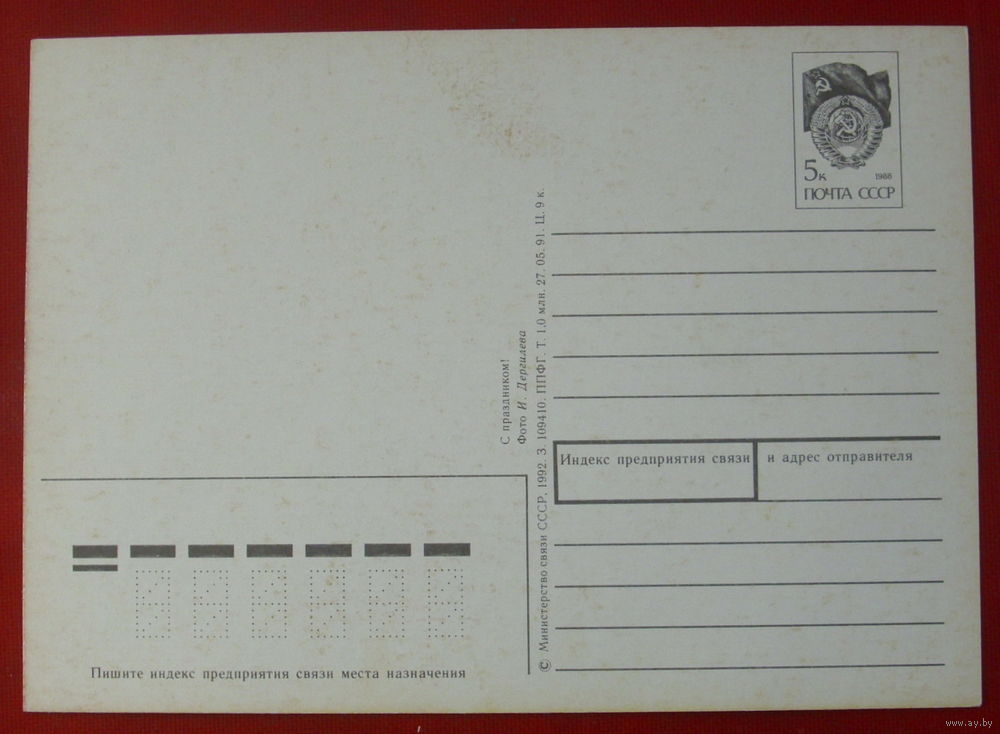 5к 1988
ПОЧТА СССР
С праздником!
Фото И. Дергилева
© Министерство связи СССР. 1992. З. 109410. ППФГ. Т. 1,0 млн. 27. 05. 91. Ц. 9 к.
Индекс предприятия связи и адрес отправителя
Пишите индекс предприятия связи места назначения
www.ay.by